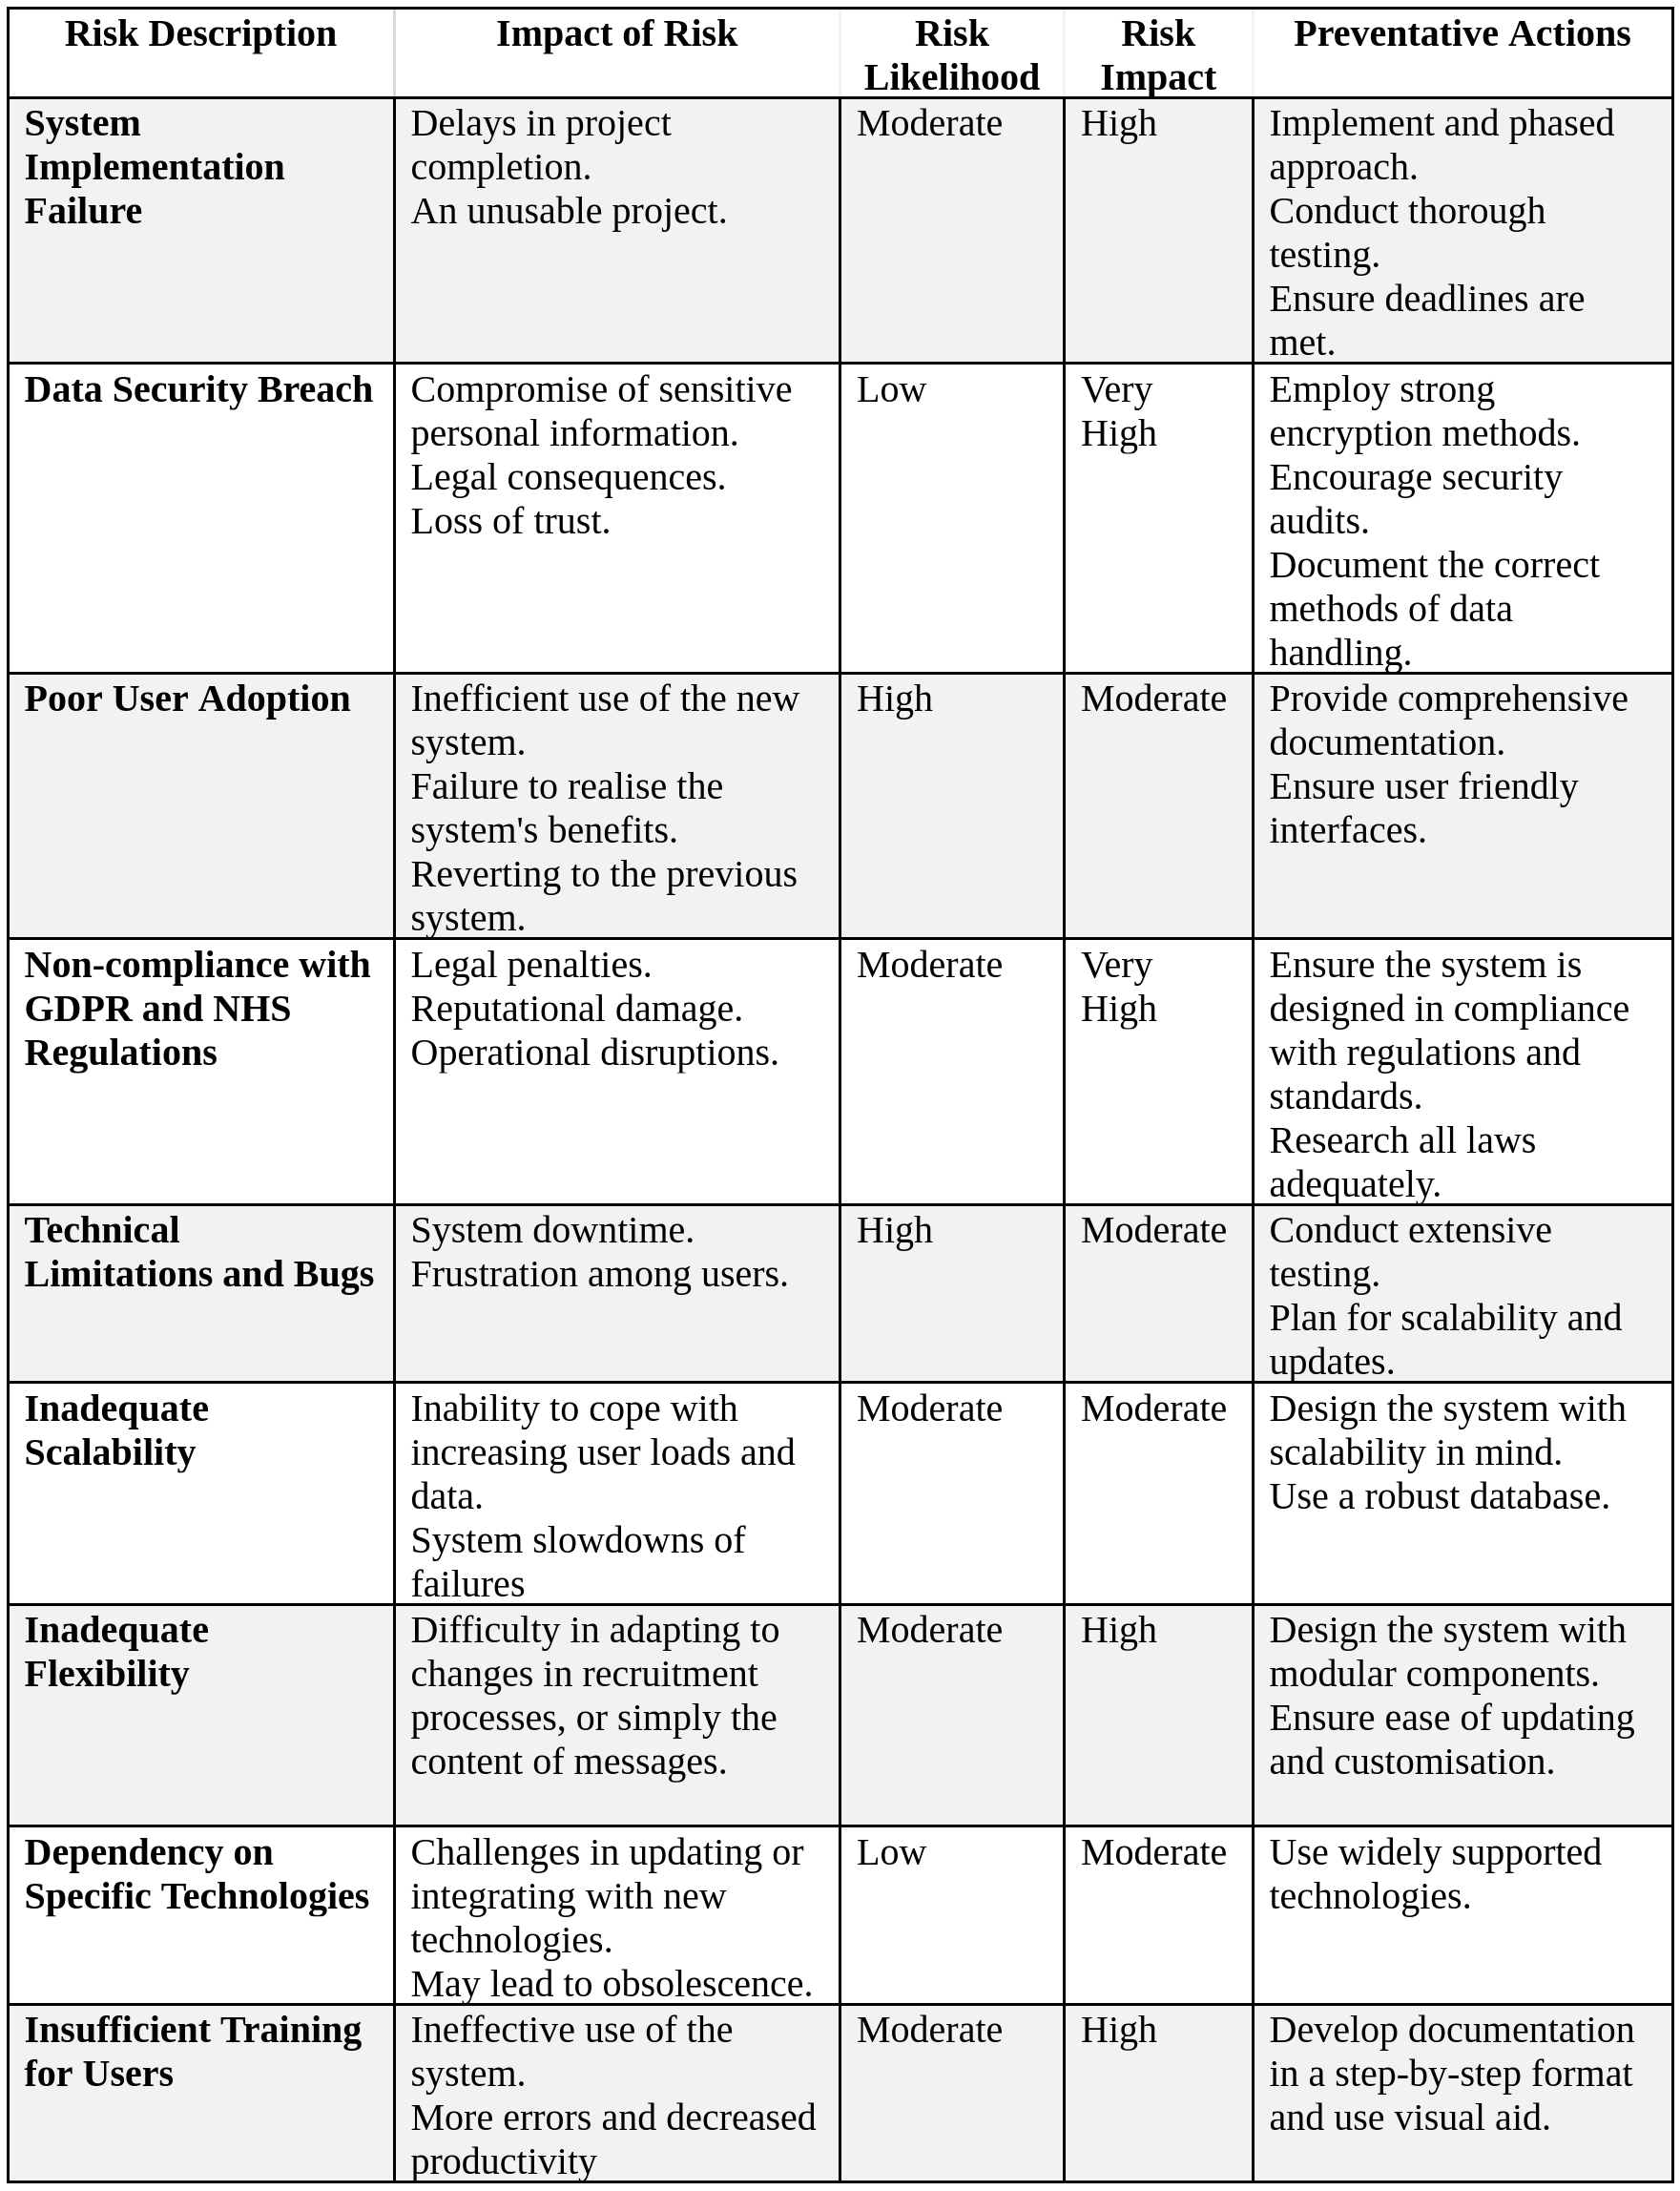 Risk Description
Impact of Risk
Risk
Likelihood
Risk
Impact
Preventative Actions
System
Implementation
Failure
Delays in project
completion.
An unusable project.
Moderate
High
Implement and phased
approach.
Conduct thorough
testing.
Ensure deadlines are
met.
Data Security Breach
Compromise of sensitive
personal information.
Legal consequences.
Loss of trust.
Low
Very
High
Employ strong
encryption methods.
Encourage security
audits.
Document the correct
methods of data
handling.
Poor User Adoption
Inefficient use of the new
system.
Failure to realise the
system's benefits.
Reverting to the previous
system.
High
Moderate
Provide comprehensive
documentation.
Ensure user friendly
interfaces.
Non-compliance with
GDPR and NHS
Regulations
Legal penalties.
Reputational damage.
Operational disruptions.
Moderate
Very
High
Ensure the system is
designed in compliance
with regulations and
standards.
Research all laws
adequately.
Technical
Limitations and Bugs
System downtime.
Frustration among users.
High
Moderate
Conduct extensive
testing.
Plan for scalability and
updates.
Inadequate
Scalability
Inability to cope with
increasing user loads and
data.
System slowdowns of
failures
Moderate
Moderate
Design the system with
scalability in mind.
Use a robust database.
Inadequate
Flexibility
Difficulty in adapting to
changes in recruitment
processes, or simply the
content of messages.
Moderate
High
Design the system with
modular components.
Ensure ease of updating
and customisation.
Dependency on
Specific Technologies
Challenges in updating or
integrating with new
technologies.
May lead to obsolescence.
Low
Moderate
Use widely supported
technologies.
Insufficient Training
for Users
Ineffective use of the
system.
More errors and decreased
productivity
Moderate
High
Develop documentation
in a step-by-step format
and use visual aid.